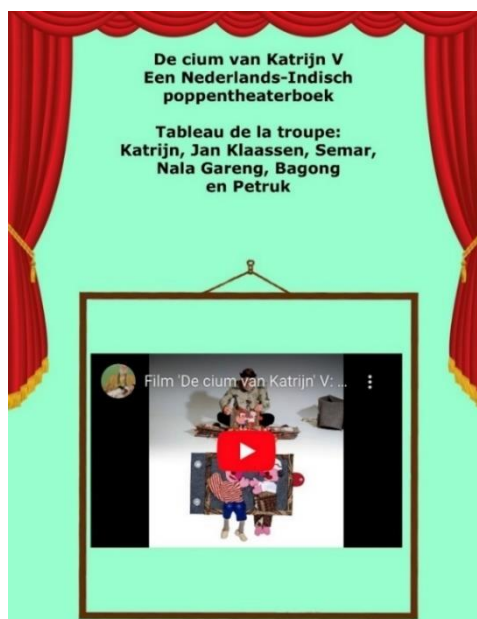 De cium van Katrijn V
Een Nederlands-Indisch
poppentheaterboek
Tableau de la troupe:
Katrijn, Jan Klaassen, Semar,
Nala Gareng, Bagong
en Petruk
Film 'De cium van Katrijn' V: ...